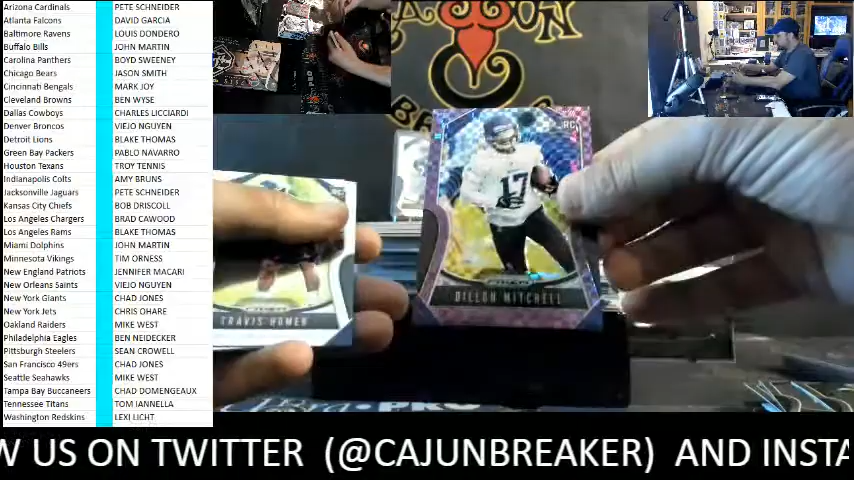 Arizona Cardinals PETE SCHNEIDER
Atlanta Falcons DAVID GARCIA
Baltimore Ravens LOUIS DONDERO
Buffalo Bills JOHN MARTIN
Carolina Panthers BOYD SWEENEY
Chicago Bears JASON SMITH
Cincinnati Bengals MARK JOY
Cleveland Browns BEN WYSE
Dallas Cowboys CHARLES LICCIARDI
Denver Broncos VIEJO NGUYEN
Detroit Lions BLAKE THOMAS
Green Bay Packers PABLO NAVARRO
Houston Texans TROY TENNIS
Indianapolis Colts AMY BRUNS
Jacksonville Jaguars PETE SCHNEIDER
Kansas City Chiefs BOB DRISCOLL
Los Angeles Chargers BRAD CAWOOD
Los Angeles Rams BLAKE THOMAS
Miami Dolphins JOHN MARTIN
Minnesota Vikings TIM ORNESS
New England Patriots JENNIFER MACARI
New Orleans Saints VIEJO NGUYEN
New York Giants CHAD JONES
New York Jets CHRIS OHARE
Oakland Raiders MIKE WEST
Philadelphia Eagles BEN NEIDECKER
Pittsburgh Steelers SEAN CROWELL
San Francisco 49ers CHAD JONES
Seattle Seahawks MIKE WEST
Tampa Bay Buccaneers CHAD DOMENGEAUX
Tennessee Titans TOM IANNELLA
Washington Redskins LEXI LICHT
RC
17
PRIZM
DILLON MITCHELL
TRAVIS HOMER
PRO
W US ON TWITTER (@CAJUNBREAKER) AND INSTA